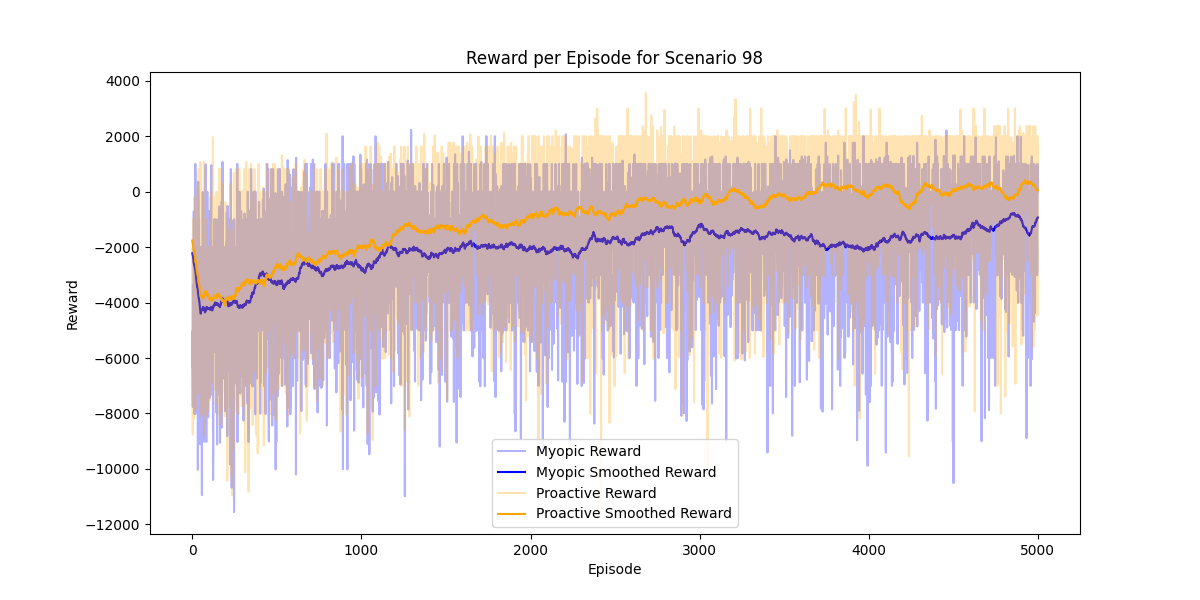 Reward per Episode for Scenario 98
4000
2000
0
−2000
−4000
−6000
−8000
−10000
−12000
Reward
Myopic Reward
Myopic Smoothed Reward
Proactive Reward
Proactive Smoothed Reward
0 1000 2000 3000 4000 5000
Episode